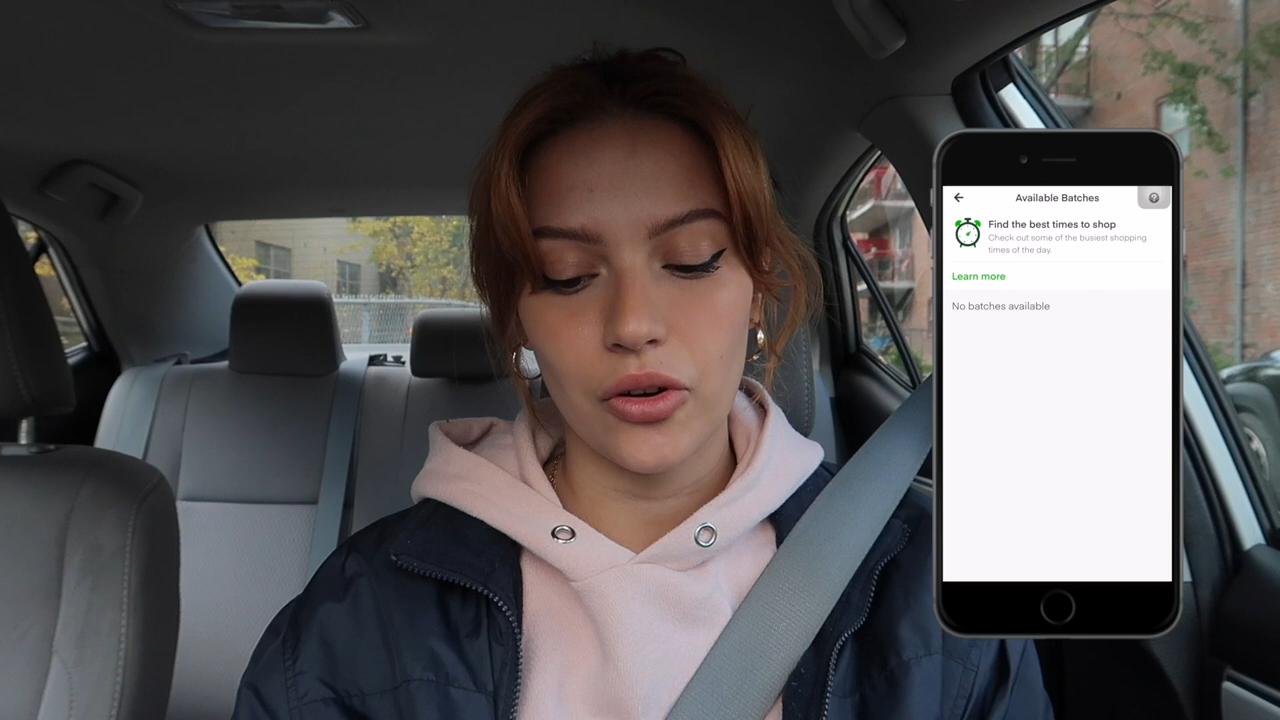 Available Batches
Find the best times to shop
Check out some of the busiest shopping
times of the day.
Learn more
No batches available